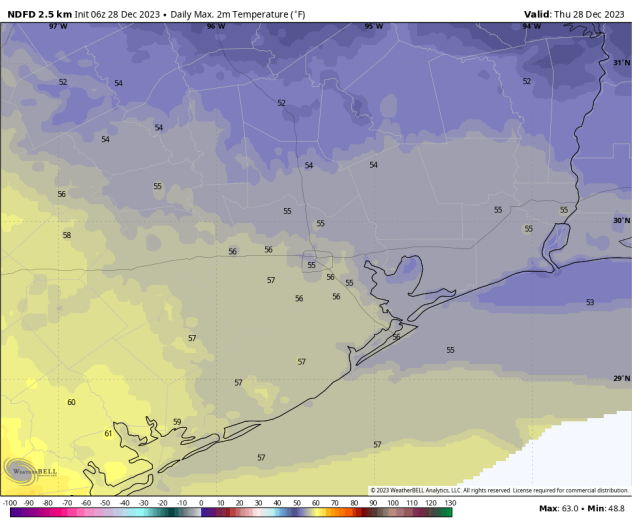 NDFD 2.5 km Init 06z 28 Dec 2023 • Daily Max. 2m Temperature (°F)
Valid: Thu 28 Dec 2023
97°W 96°W 95°W 94°W
31°N
52 54 52 52
54
54 54 54
55
56
55 55 55
55 55
58
56 56
55
57 56 55
56 56
53
57 56
55
57
29°N
57
60
59
61
57
57
30°N
WeatherBELL
© 2023 WeatherBELL Analytics, LLC. All rights reserved. License required for commercial distribution.
-100 -90 -80 -70 -60 -50 -40 -30 -20 -10 0 10 20 30 40 50 60 70 80 90 100 110 120 130
Max: 63.0 • Min: 48.8